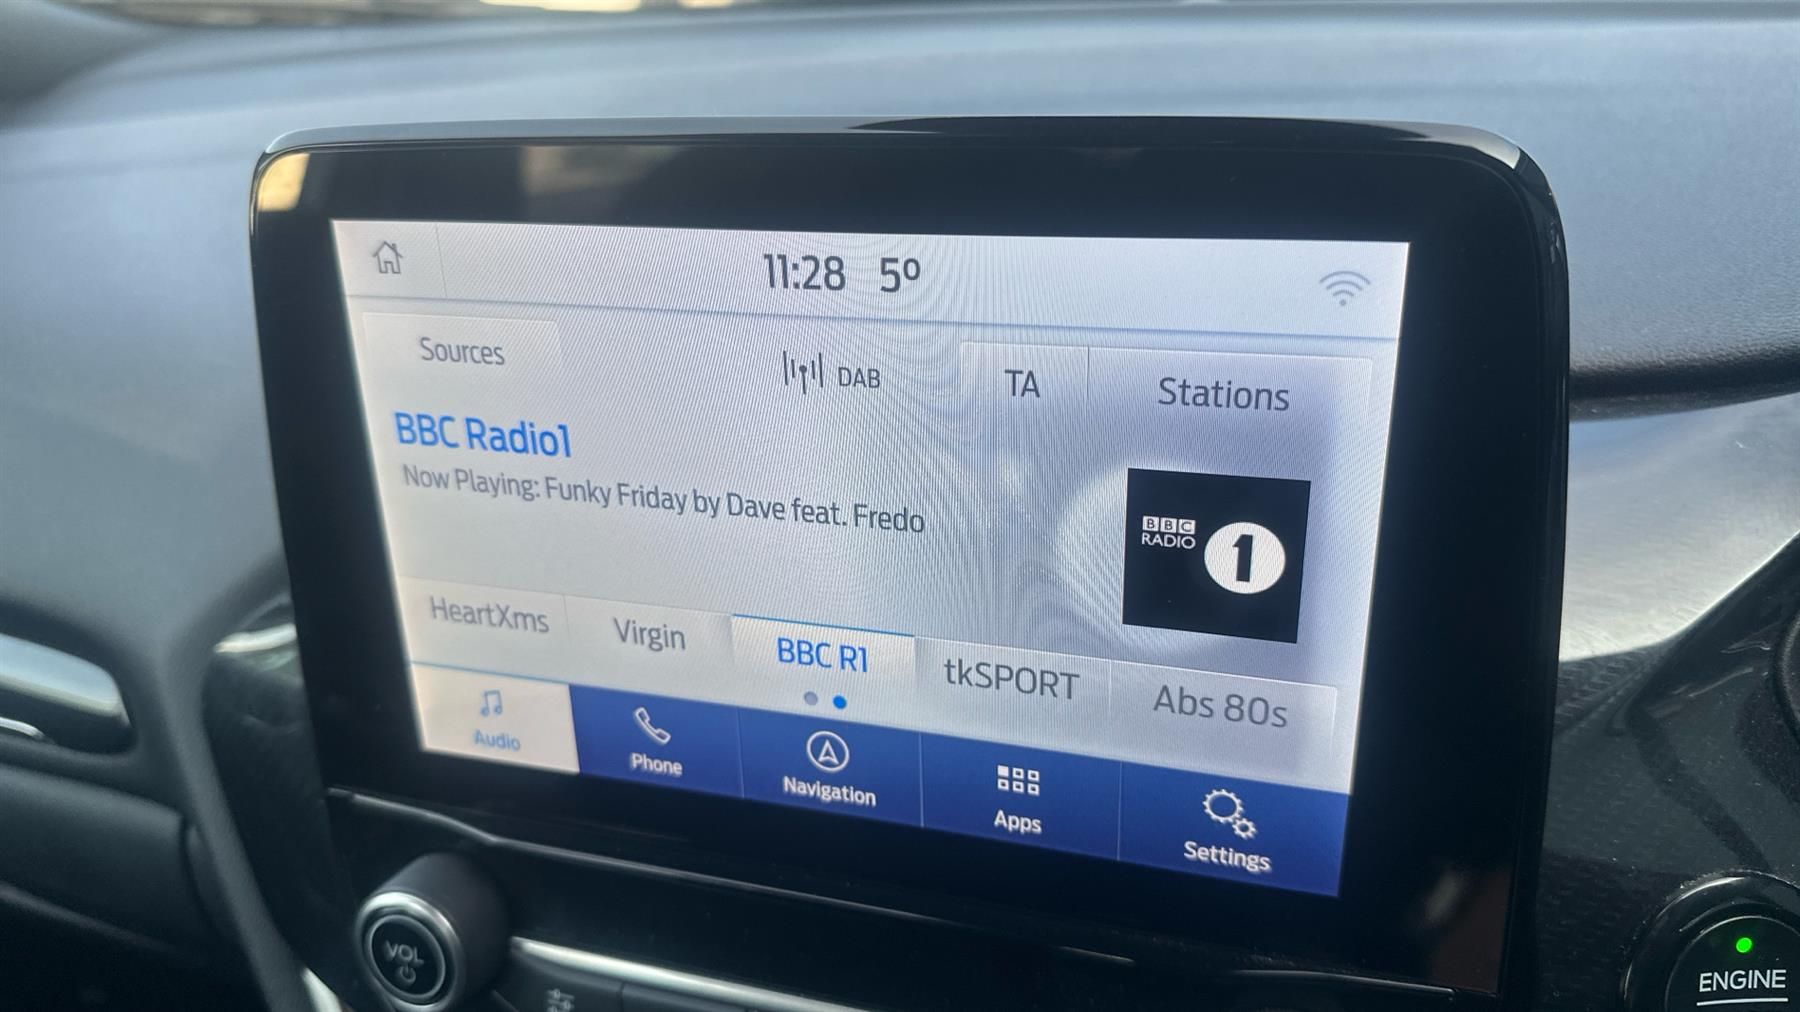 11:28 5º
Sources
DAB
TA
Stations
BBC Radio1
Now Playing: Funky Friday by Dave feat. Fredo
BBC
RADIO
1
HeartXms
Virgin
BBC R1
tkSPORT
Abs 80s
Audio
Phone
Navigation
Apps
Settings
VOL
ENGINE